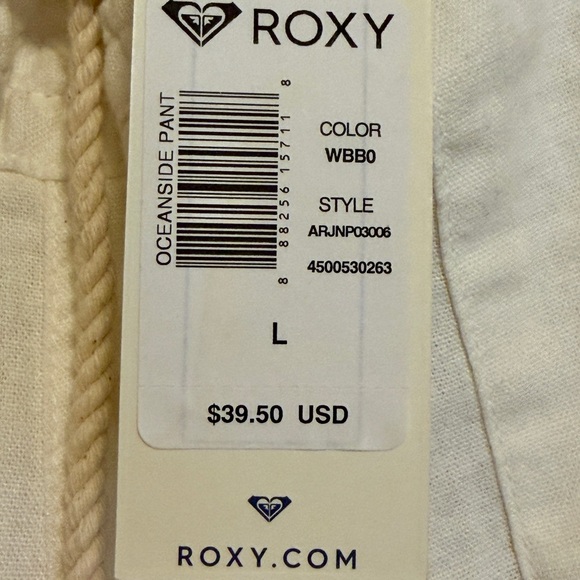 ROXY
OCEANSIDE PANT
8 88256 15711 8
COLOR
WBB0
STYLE
ARJNP03006
4500530263
L
$39.50 USD
ROXY.COM